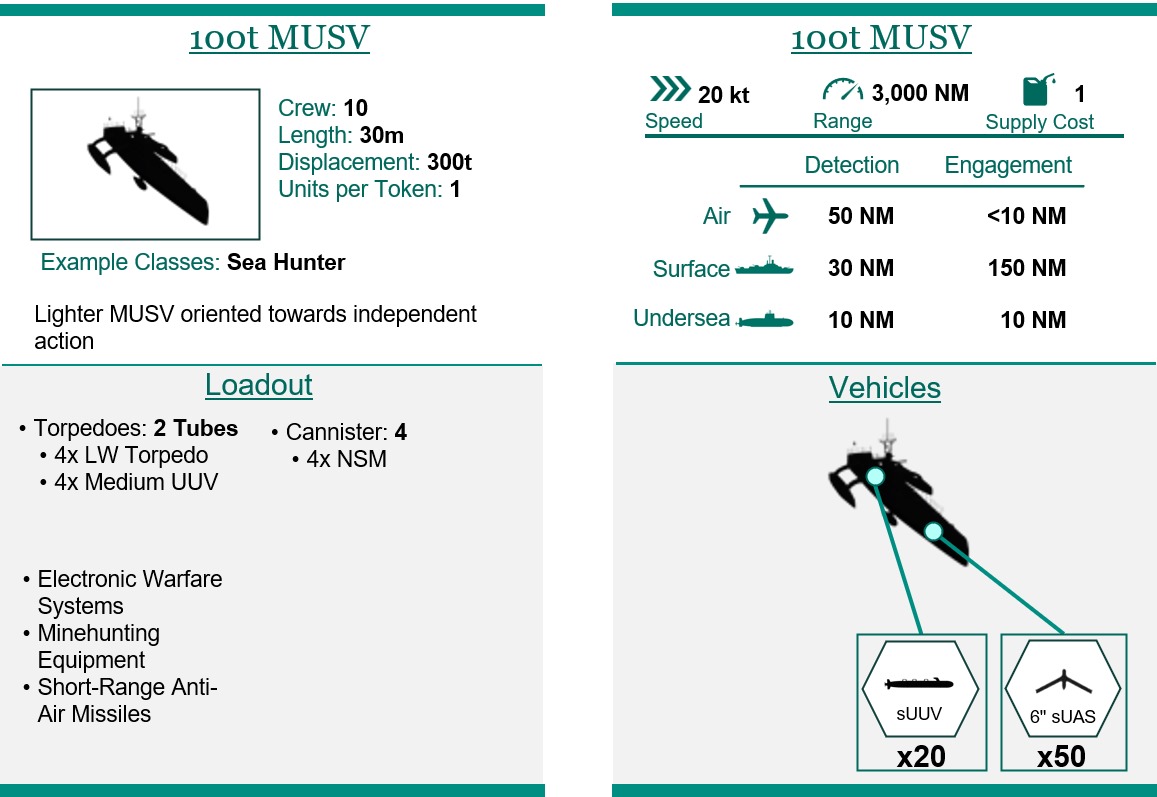 100t MUSV
Crew: 10
Length: 30m
Displacement: 300t
Units per Token: 1
Example Classes: Sea Hunter
Lighter MUSV oriented towards independent
action
Loadout
• Torpedoes: 2 Tubes
• 4x LW Torpedo
• 4x Medium UUV
• Cannister: 4
• 4x NSM
• Electronic Warfare
Systems
• Minehunting
Equipment
• Short-Range Anti-
Air Missiles
100t MUSV
20 kt
Speed
3,000 NM
Range
1
Supply Cost
Detection Engagement
Air 50 NM <10 NM
Surface 30 NM 150 NM
Undersea 10 NM 10 NM
Vehicles
sUUV
x20
6" sUAS
x50